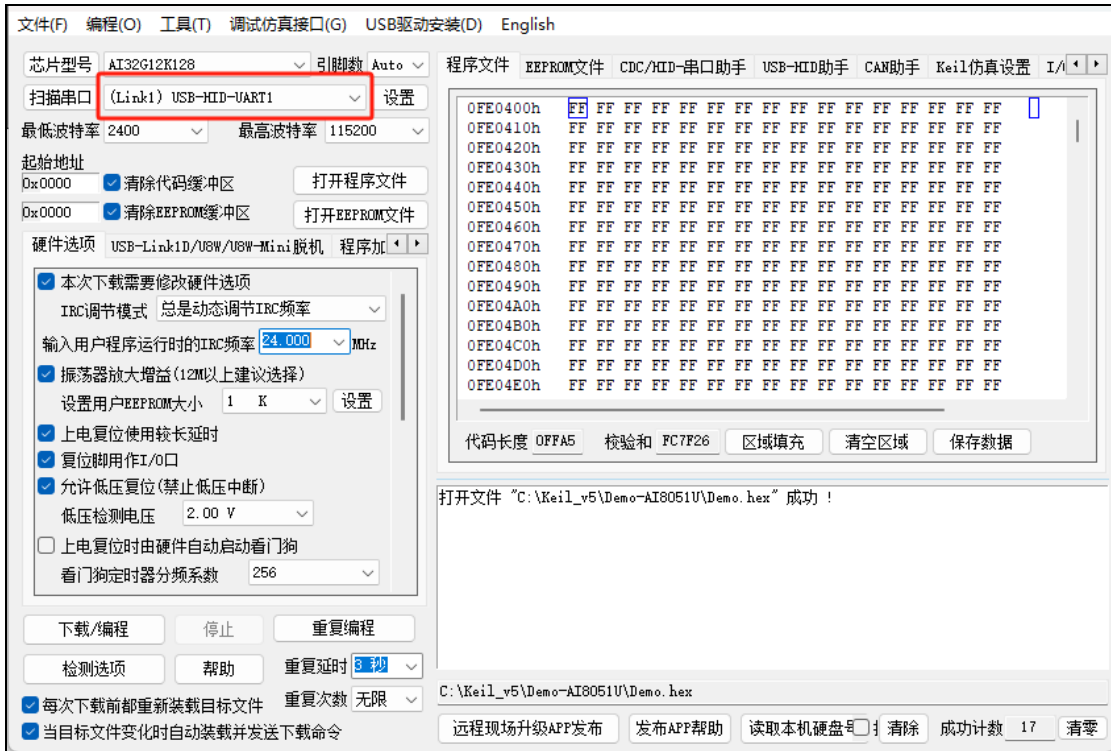 文件(F) 编程(O) 工具(T) 调试仿真接口(G) USB驱动安装(D) English
芯片型号 AI32G12K128 引脚数 Auto
扫描串口 (Link1) USB-HID-UART1 设置
最低波特率 2400 最高波特率 115200
起始地址
0x0000 清除代码缓冲区 打开程序文件
0x0000 清除EEPROM缓冲区 打开EEPROM文件
硬件选项 USB-Link1D/U8W/U8W-Mini脱机 程序加
本次下载需要修改硬件选项
IRC调节模式 总是动态调节IRC频率
输入用户程序运行时的IRC频率 24.000 MHz
振荡器放大增益(12M以上建议选择)
设置用户EEPROM大小 1 K 设置
上电复位使用较长延时
复位脚用作I/O口
允许低压复位(禁止低压中断)
低压检测电压 2.00 V
上电复位时由硬件自动启动看门狗
看门狗定时器分频系数 256
下载/编程 停止 重复编程
检测选项 帮助 重复延时 3 秒
每次下载前都重新装载目标文件 重复次数 无限
当目标文件变化时自动装载并发送下载命令
程序文件 EEPROM文件 CDC/HID-串口助手 USB-HID助手 CAN助手 Keil仿真设置 I/
0FE0400h FF FF FF FF FF FF FF FF FF FF FF FF FF FF FF FF
0FE0410h FF FF FF FF FF FF FF FF FF FF FF FF FF FF FF FF
0FE0420h FF FF FF FF FF FF FF FF FF FF FF FF FF FF FF FF
0FE0430h FF FF FF FF FF FF FF FF FF FF FF FF FF FF FF FF
0FE0440h FF FF FF FF FF FF FF FF FF FF FF FF FF FF FF FF
0FE0450h FF FF FF FF FF FF FF FF FF FF FF FF FF FF FF FF
0FE0460h FF FF FF FF FF FF FF FF FF FF FF FF FF FF FF FF
0FE0470h FF FF FF FF FF FF FF FF FF FF FF FF FF FF FF FF
0FE0480h FF FF FF FF FF FF FF FF FF FF FF FF FF FF FF FF
0FE0490h FF FF FF FF FF FF FF FF FF FF FF FF FF FF FF FF
0FE04A0h FF FF FF FF FF FF FF FF FF FF FF FF FF FF FF FF
0FE04B0h FF FF FF FF FF FF FF FF FF FF FF FF FF FF FF FF
0FE04C0h FF FF FF FF FF FF FF FF FF FF FF FF FF FF FF FF
0FE04D0h FF FF FF FF FF FF FF FF FF FF FF FF FF FF FF FF
0FE04E0h FF FF FF FF FF FF FF FF FF FF FF FF FF FF FF FF
代码长度 0FFA5 校验和 FC7F26 区域填充 清空区域 保存数据
打开文件 "C:\Keil_v5\Demo-AI8051U\Demo.hex" 成功 !
C:\Keil_v5\Demo-AI8051U\Demo.hex
远程现场升级APP发布 发布APP帮助 读取本机硬盘号 清除 成功计数 17 清零